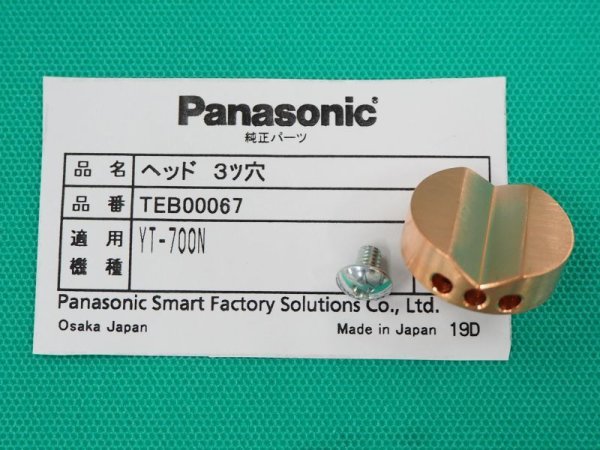 Panasonic®
純正パーツ
品 名 ヘッド 3ッ穴
品 番 TEB00067
適 用 YT-700N
機 種
Panasonic Smart Factory Solutions Co., Ltd.
Osaka Japan Made in Japan 19D